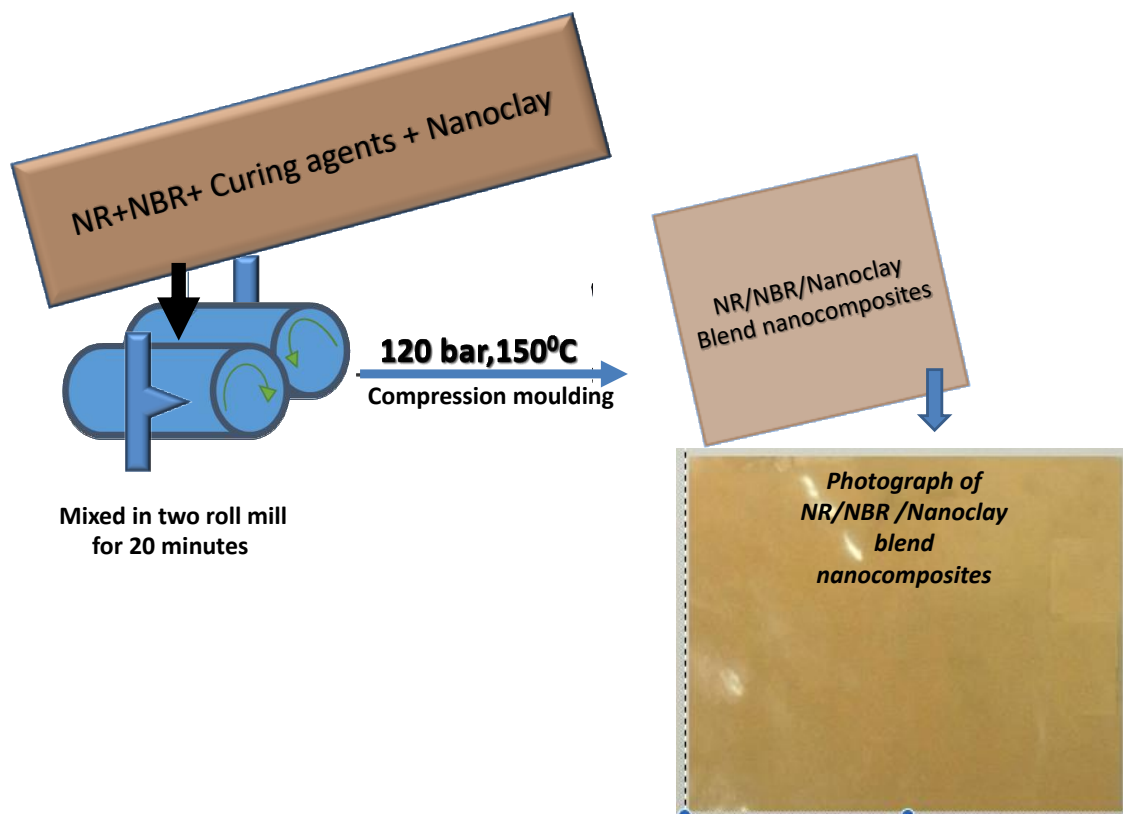 NR+NBR+ Curing agents + Nanoclay
120 bar,150⁰C
Compression moulding
Mixed in two roll mill
for 20 minutes
NR/NBR/Nanoclay
Blend nanocomposites
Photograph of
NR/NBR /Nanoclay
blend
nanocomposites